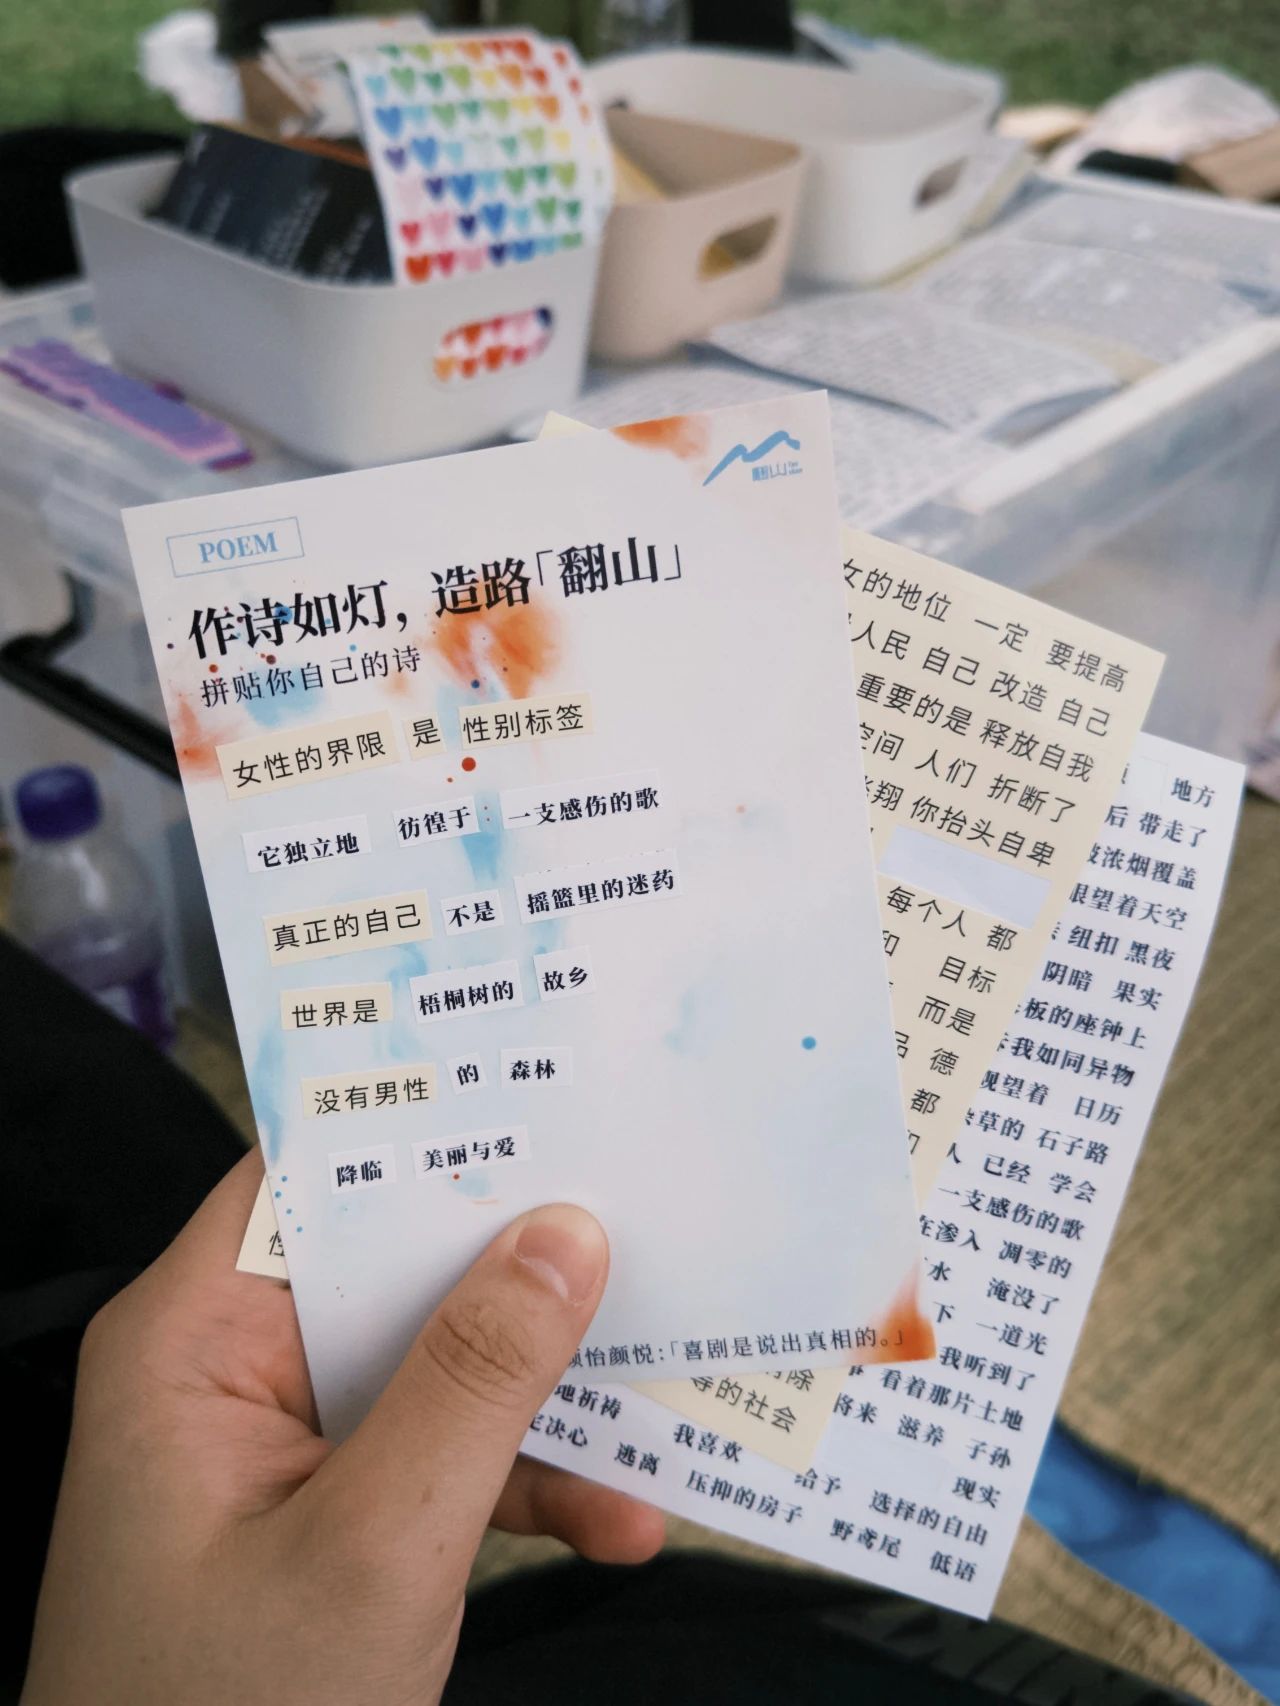 POEM
作诗如灯，造路「翻山」
拼贴你自己的诗
女性的界限 是 性别标签
它独立地 彷徨于 一支感伤的歌
真正的自己 不是 摇篮里的迷药
世界是 梧桐树的 故乡
没有男性 的 森林
降临 美丽与爱
怡颜悦：「喜剧是说出真相的。」
女的地位 一定 要提高
人民 自己 改造 自己
重要的是 释放自我
空间 人们 折断了
翔 你抬头自卑
每个人 都
和 目标
而是
品 德
都
等的社会
地方
后 带走了
被浓烟覆盖
眼望着天空
纽扣 黑夜
阴暗 果实
板的座钟上
我如同异物
观望着 日历
杂草的 石子路
人 已经 学会
一支感伤的歌
在渗入 凋零的
水 淹没了
下 一道光
我听到了
看着那片土地
将来 滋养 子孙
地祈祷 我喜欢 给予 现实
定决心 逃离 压抑的房子 选择的自由
野鸢尾 低语